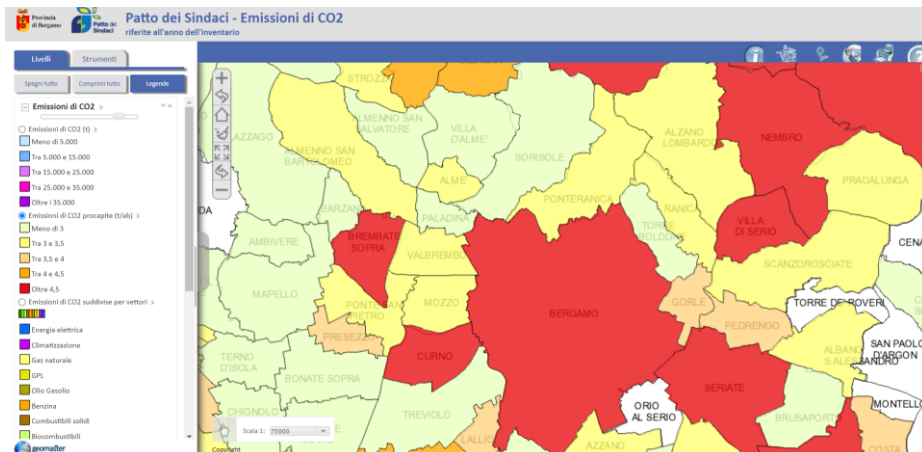 Provincia
di Bergamo
Patto dei
Sindaci
Patto dei Sindaci - Emissioni di CO2
riferite all'anno dell'inventario
Livelli
Strumenti
Spegni tutto
Comprimi tutto
Legende
Emissioni di CO2 >
Emissioni di CO2 (t) >
Meno di 5.000
Tra 5.000 e 15.000
Tra 15.000 e 25.000
Tra 25.000 e 35.000
Oltre i 35.000
Emissioni di CO2 procapite (t/ab) >
Meno di 3
Tra 3 e 3,5
Tra 3,5 e 4
Tra 4 e 4,5
Oltre 4,5
Emissioni di CO2 suddivise per vettori >
Energia elettrica
Climatizzazione
Gas naturale
GPL
Olio Gasolio
Benzina
Combustibili solidi
Biocombustibili
geomaster
STROZZA
AZZAGO
ALMENNO SAN
SALVATORE
VILLA
D'ALME'
ALMENNO SAN
BARTOLOMEO
SORISOLE
ALZANO
LOMBARDO
NEMBRO
ALME'
PRADALUNGA
PONTERANICA
RANICA
DA
BARZANA
PALADINA
TORRE
BOLDONE
VILLA
DI SERIO
AMBIVERE
BREMBATE
SOPRA
VALBREMBO
CENA
SCANZOROSCIATE
MAPELLO
PONTE SAN
PIETRO
MOZZO
BERGAMO
GORLE
TORRE DE' ROVERI
PRESEZZO
PEDRENGO
ALBANO
S.ALESSANDRO
SAN PAOLO
D'ARGON
TERNO
D'ISOLA
CURNO
BONATE SOPRA
SERIATE
CHIGNOLO
TREVIOLO
ORIO
AL SERIO
BRUSAPORTO
MONTELLO
LALLIO
AZZANO
COSTA
Scala 1: 75000
Copyright